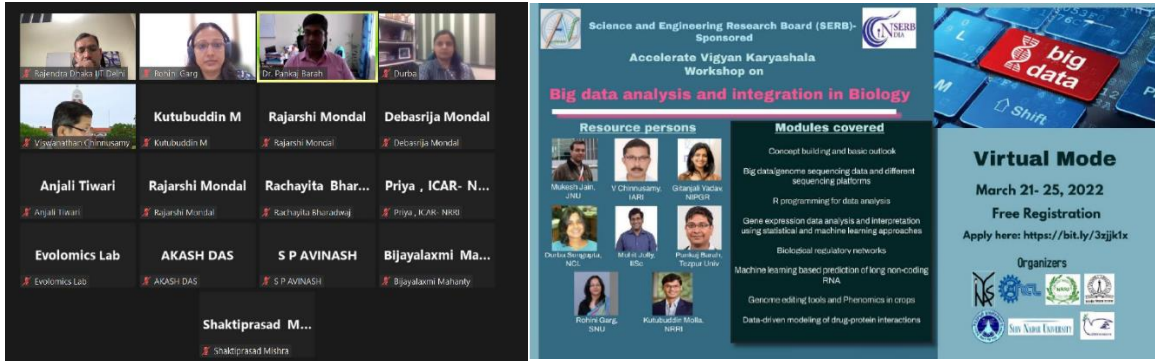 Rajendra Dhaka IIT Delhi
Rohini Garg
Dr. Pankaj Barah
Durba
Viswanathan Chinnusamy
Kutubuddin M
Kutubuddin M
Rajarshi Mondal
Rajarshi Mondal
Debasrija Mondal
Debasrija Mondal
Anjali Tiwari
Anjali Tiwari
Rajarshi Mondal
Rajarshi Mondal
Rachayita Bhar...
Rachayita Bharadwaj
Priya , ICAR- N...
Priya , ICAR- NRRI
Evolomics Lab
Evolomics Lab
AKASH DAS
AKASH DAS
S P AVINASH
S P AVINASH
Bijayalaxmi Ma...
Bijayalaxmi Mahanty
Shaktiprasad M...
Shaktiprasad Mishra
Science and Engineering Research Board (SERB)-
Sponsored
SERB
INDIA
Accelerate Vigyan Karyashala
Workshop on
Big data analysis and integration in Biology
Resource persons
Mukesh Jain,
JNU
V Chinnusamy,
IARI
Gitanjali Yadav,
NIPGR
Durba Sengupta,
NCL
Mohit Jolly,
IISc
Pankaj Barah,
Tezpur Univ
Rohini Garg,
SNU
Kutubuddin Molla,
NRRI
Modules covered
Concept building and basic outlook
Big data/genome sequencing data and different
sequencing platforms
R programming for data analysis
Gene expression data analysis and interpretation
using statistical and machine learning approaches
Biological regulatory networks
Machine learning based prediction of long non-coding
RNA
Genome editing tools and Phenomics in crops
Data-driven modeling of drug-protein interactions
big
data
Shift
Virtual Mode
March 21- 25, 2022
Free Registration
Apply here: https://bit.ly/3zjjk1x
Organizers
SHIV NADAR UNIVERSITY